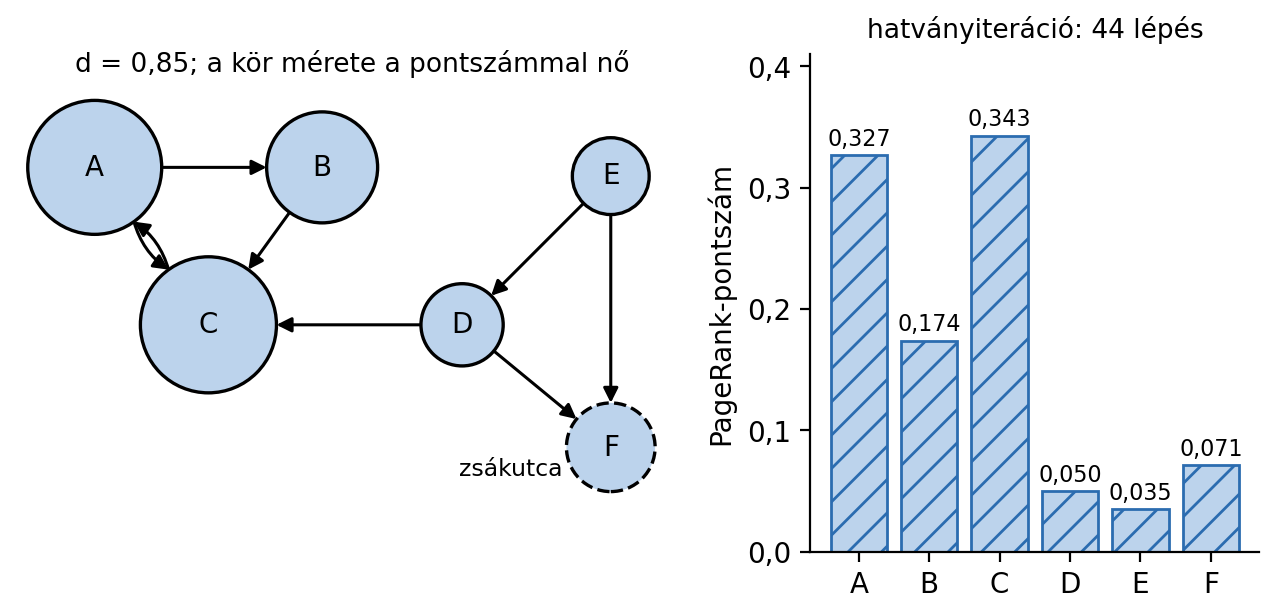 d = 0,85; a kör mérete a pontszámmal nő
A
B
E
C
D
F
zsákutca
hatványiteráció: 44 lépés
PageRank-pontszám
0,4
0,3
0,2
0,1
0,0
0,327
0,174
0,343
0,050
0,035
0,071
A B C D E F